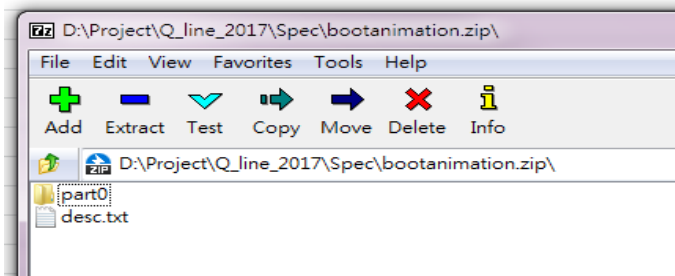 7z D:\Project\Q_line_2017\Spec\bootanimation.zip\
File Edit View Favorites Tools Help
Add Extract Test Copy Move Delete Info
ZIP D:\Project\Q_line_2017\Spec\bootanimation.zip\
part0
desc.txt